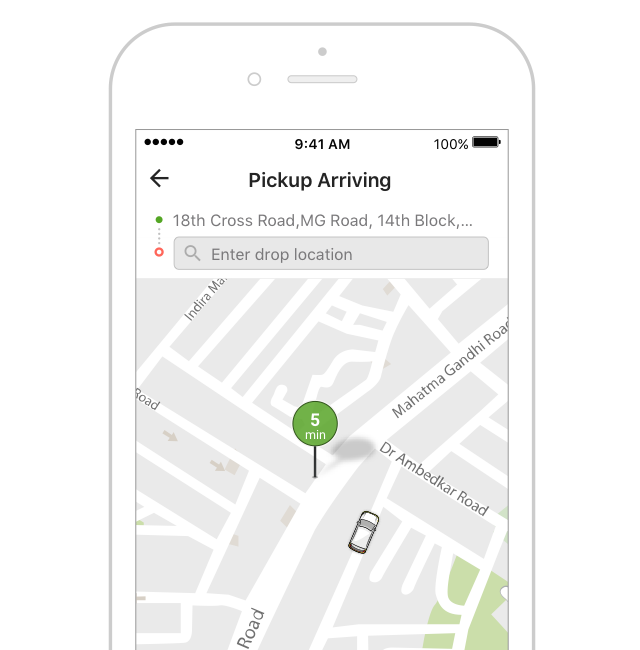 9:41 AM
100%
Pickup Arriving
18th Cross Road,MG Road, 14th Block,...
Enter drop location
Indira Ma
Mahatma Gandhi Road
Road
5
min
Dr Ambedkar Road
Road